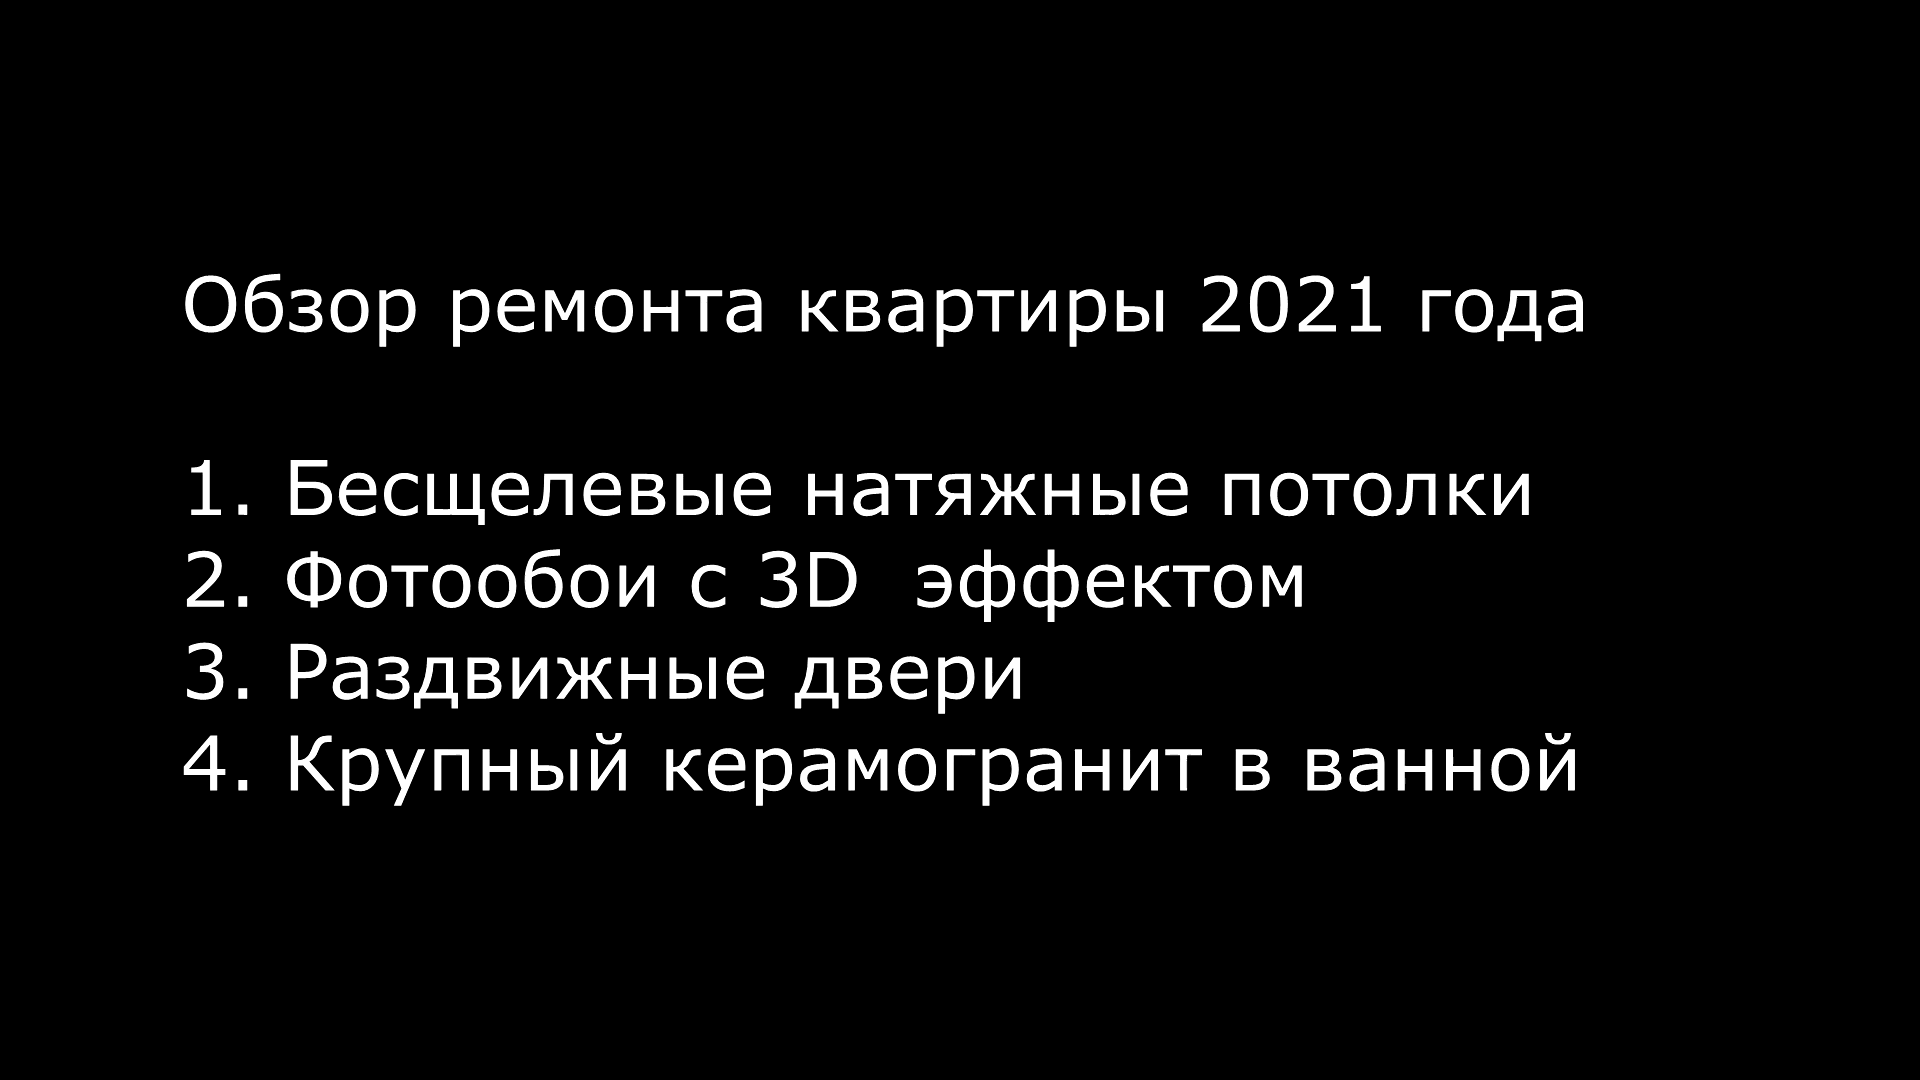 Обзор ремонта квартиры 2021 года
1. Бесщелевые натяжные потолки
2. Фотообои с 3D  эффектом
3. Раздвижные двери
4. Крупный керамогранит в ванной